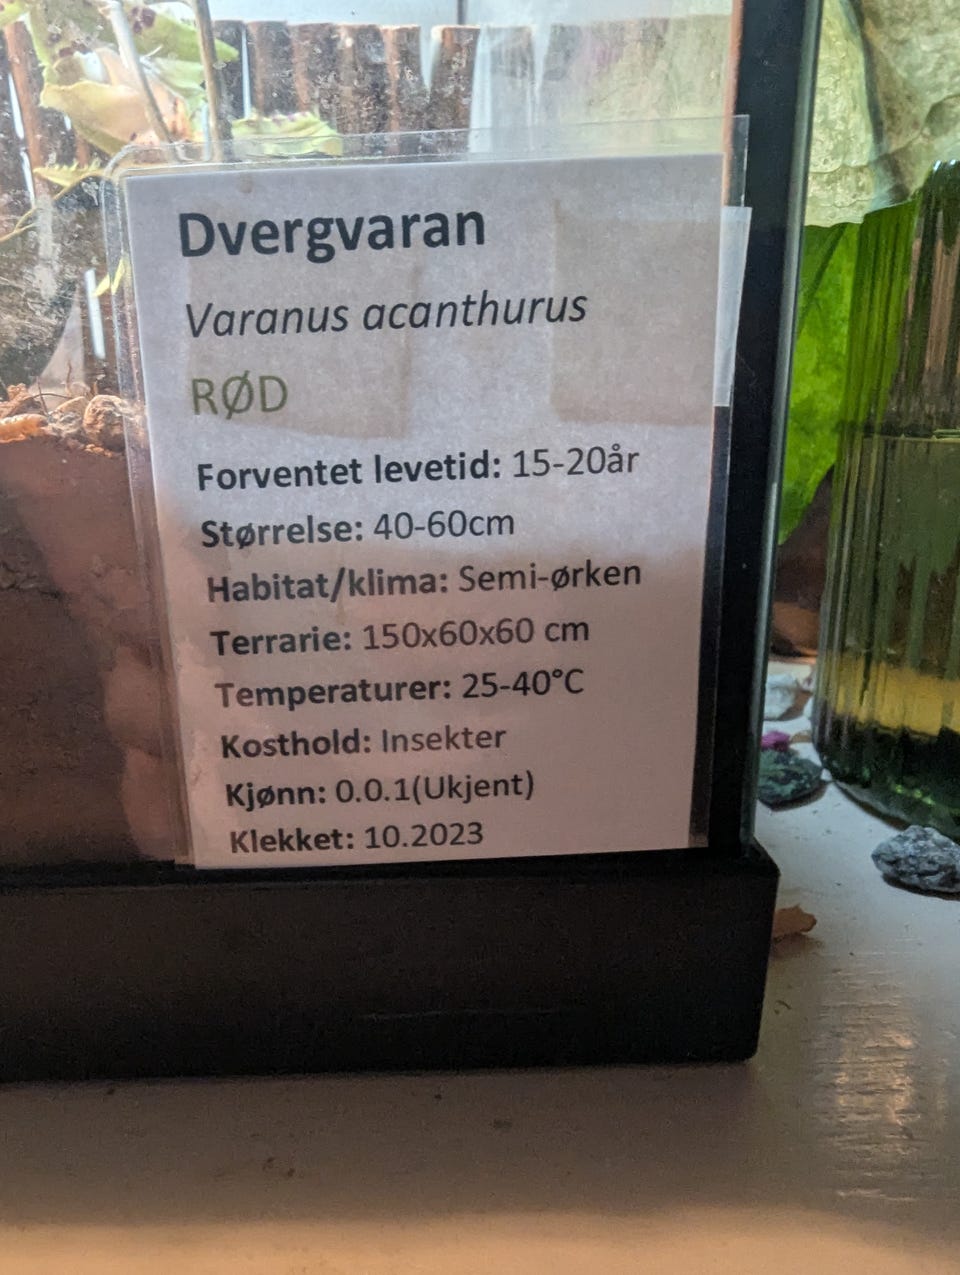 Dvergvaran
Varanus acanthurus
RØD
Forventet levetid: 15-20år
Størrelse: 40-60cm
Habitat/klima: Semi-ørken
Terrarie: 150x60x60 cm
Temperaturer: 25-40°C
Kosthold: Insekter
Kjønn: 0.0.1(Ukjent)
Klekket: 10.2023